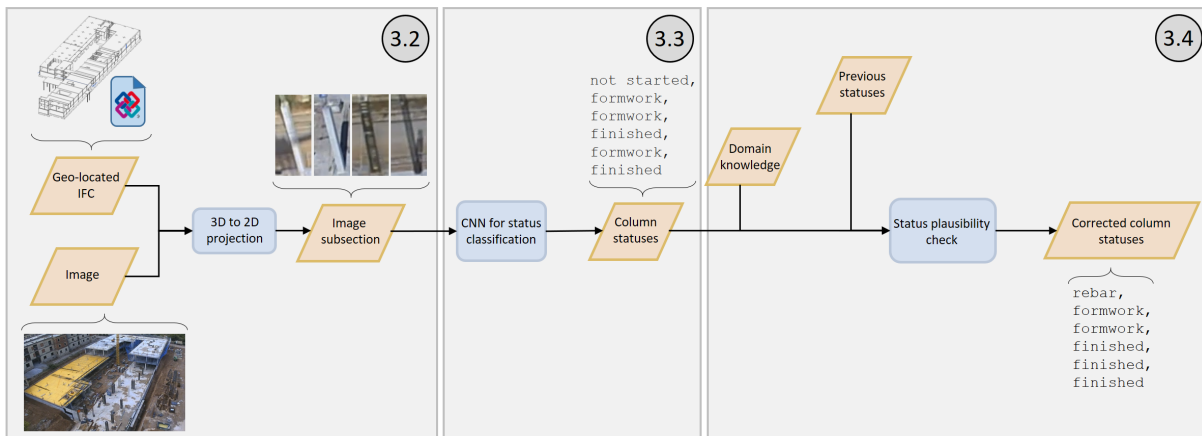 3.2
Geo-located
IFC
Image
3D to 2D
projection
Image
subsection
3.3
CNN for status
classification
not started,
formwork,
formwork,
finished,
formwork,
finished
Column
statuses
3.4
Previous
statuses
Domain
knowledge
Status plausibility
check
Corrected column
statuses
rebar,
formwork,
formwork,
finished,
finished,
finished